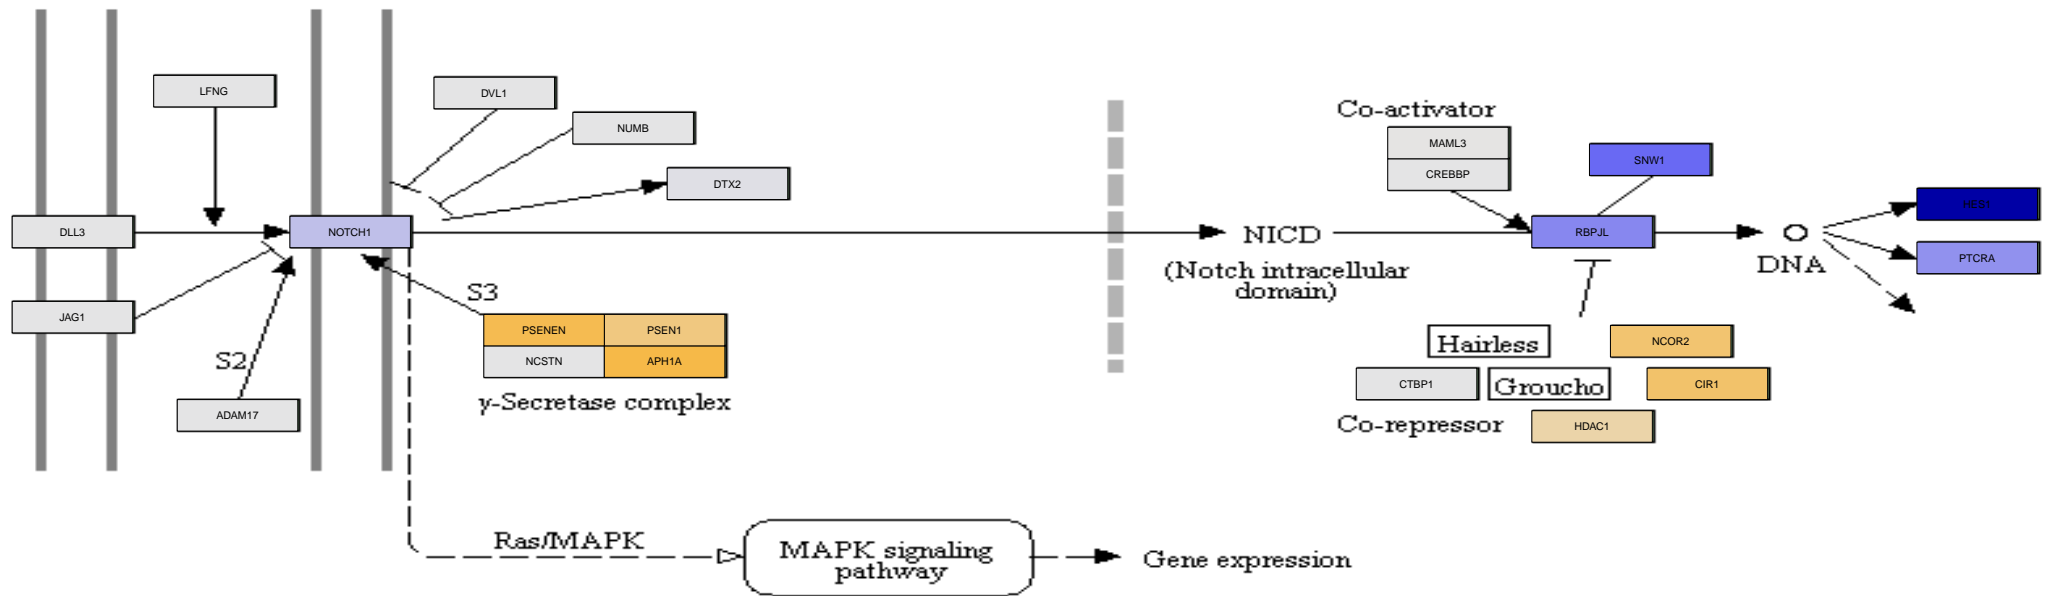 LFNG
DVL1
NUMB
DTX2
DLL3
NOTCH1
JAG1
S2
ADAM17
S3
PSENEN
PSEN1
NCSTN
APH1A
γ-Secretase complex
NICD
(Notch intracellular
domain)
Co-activator
MAML3
CREBBP
SNW1
RBPJL
DNA
HES1
PTCRA
Hairless
NCOR2
CTBP1
Groucho
CIR1
Co-repressor
HDAC1
Ras/MAPK
MAPK signaling
pathway
Gene expression